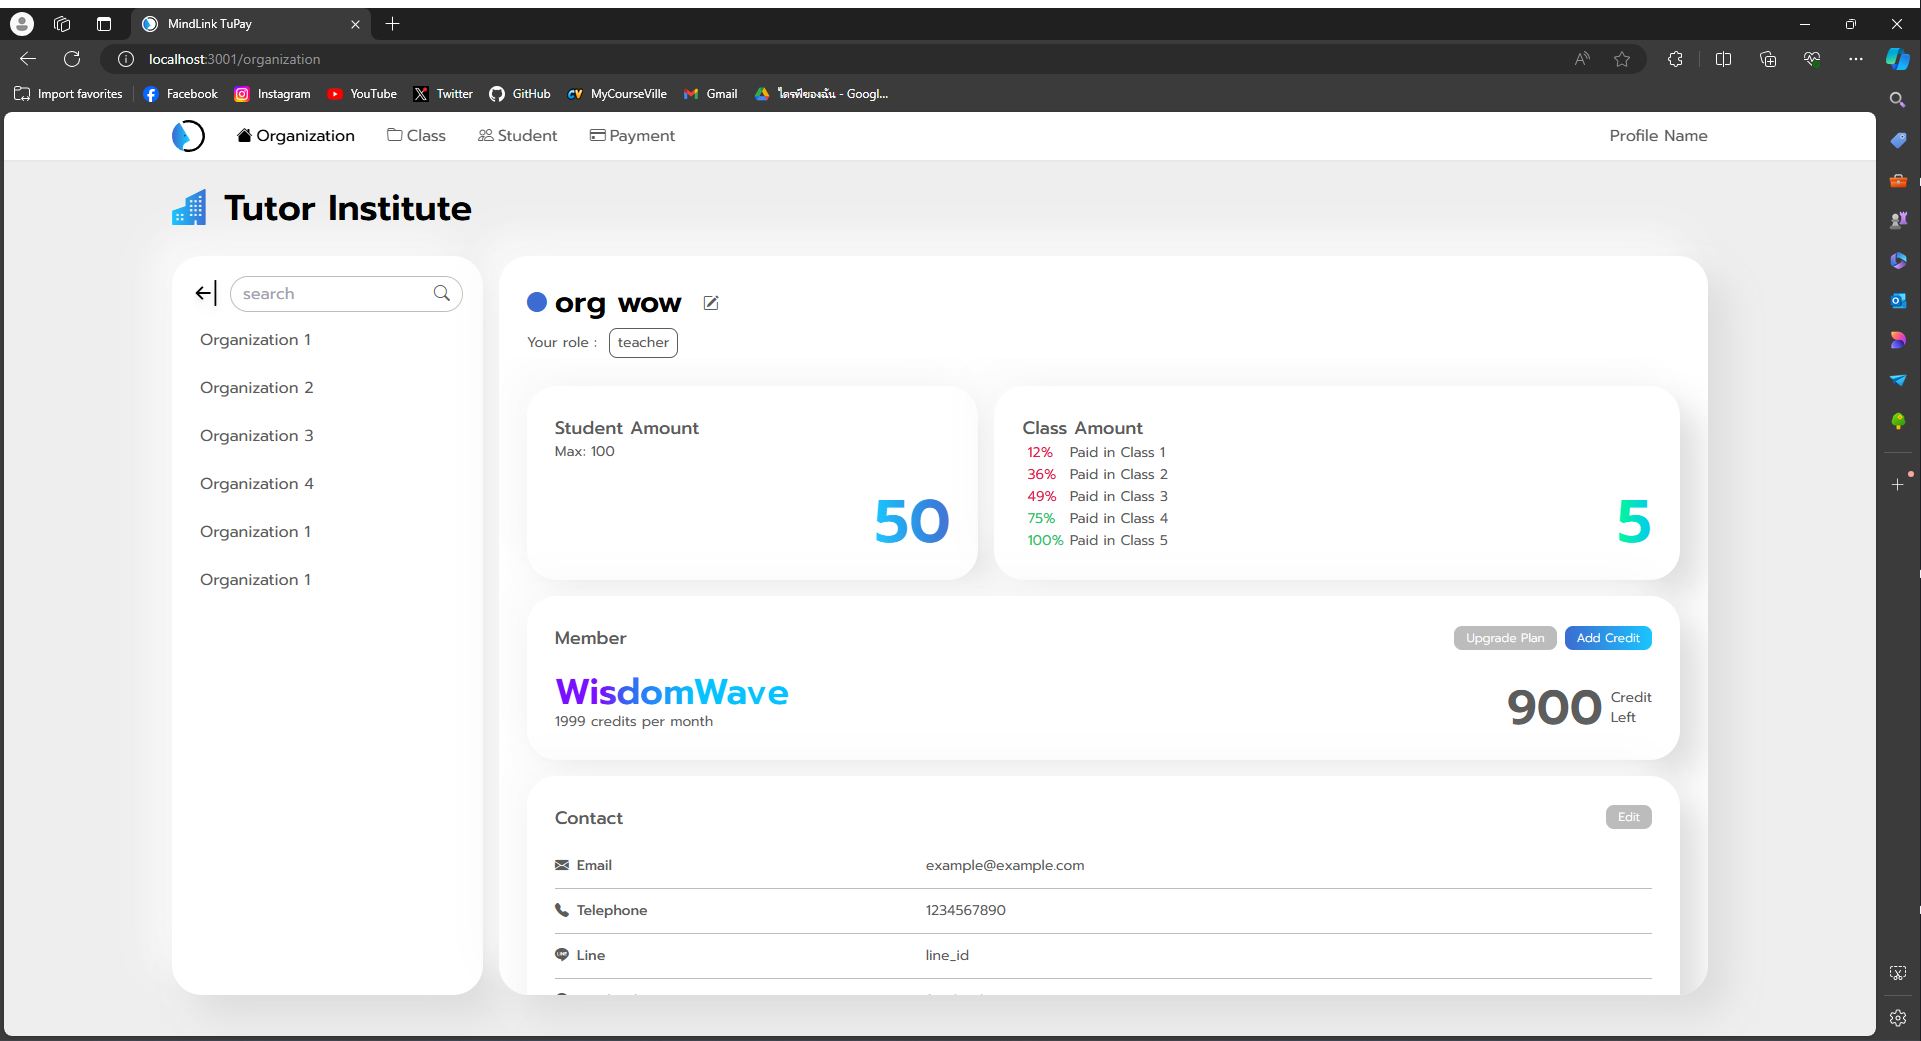 MindLink TuPay
localhost:3001/organization
Import favorites Facebook Instagram YouTube Twitter GitHub MyCourseVille Gmail ไดรฟ์ของฉัน - Googl...
Organization Class Student Payment Profile Name
Tutor Institute
search
Organization 1
Organization 2
Organization 3
Organization 4
Organization 1
Organization 1
org wow
Your role : teacher
Student Amount
Max: 100
50
Class Amount
12% Paid in Class 1
36% Paid in Class 2
49% Paid in Class 3
75% Paid in Class 4
100% Paid in Class 5
5
Member
Upgrade Plan Add Credit
WisdomWave
1999 credits per month
900 Credit
Left
Contact
Edit
Email example@example.com
Telephone 1234567890
Line line_id